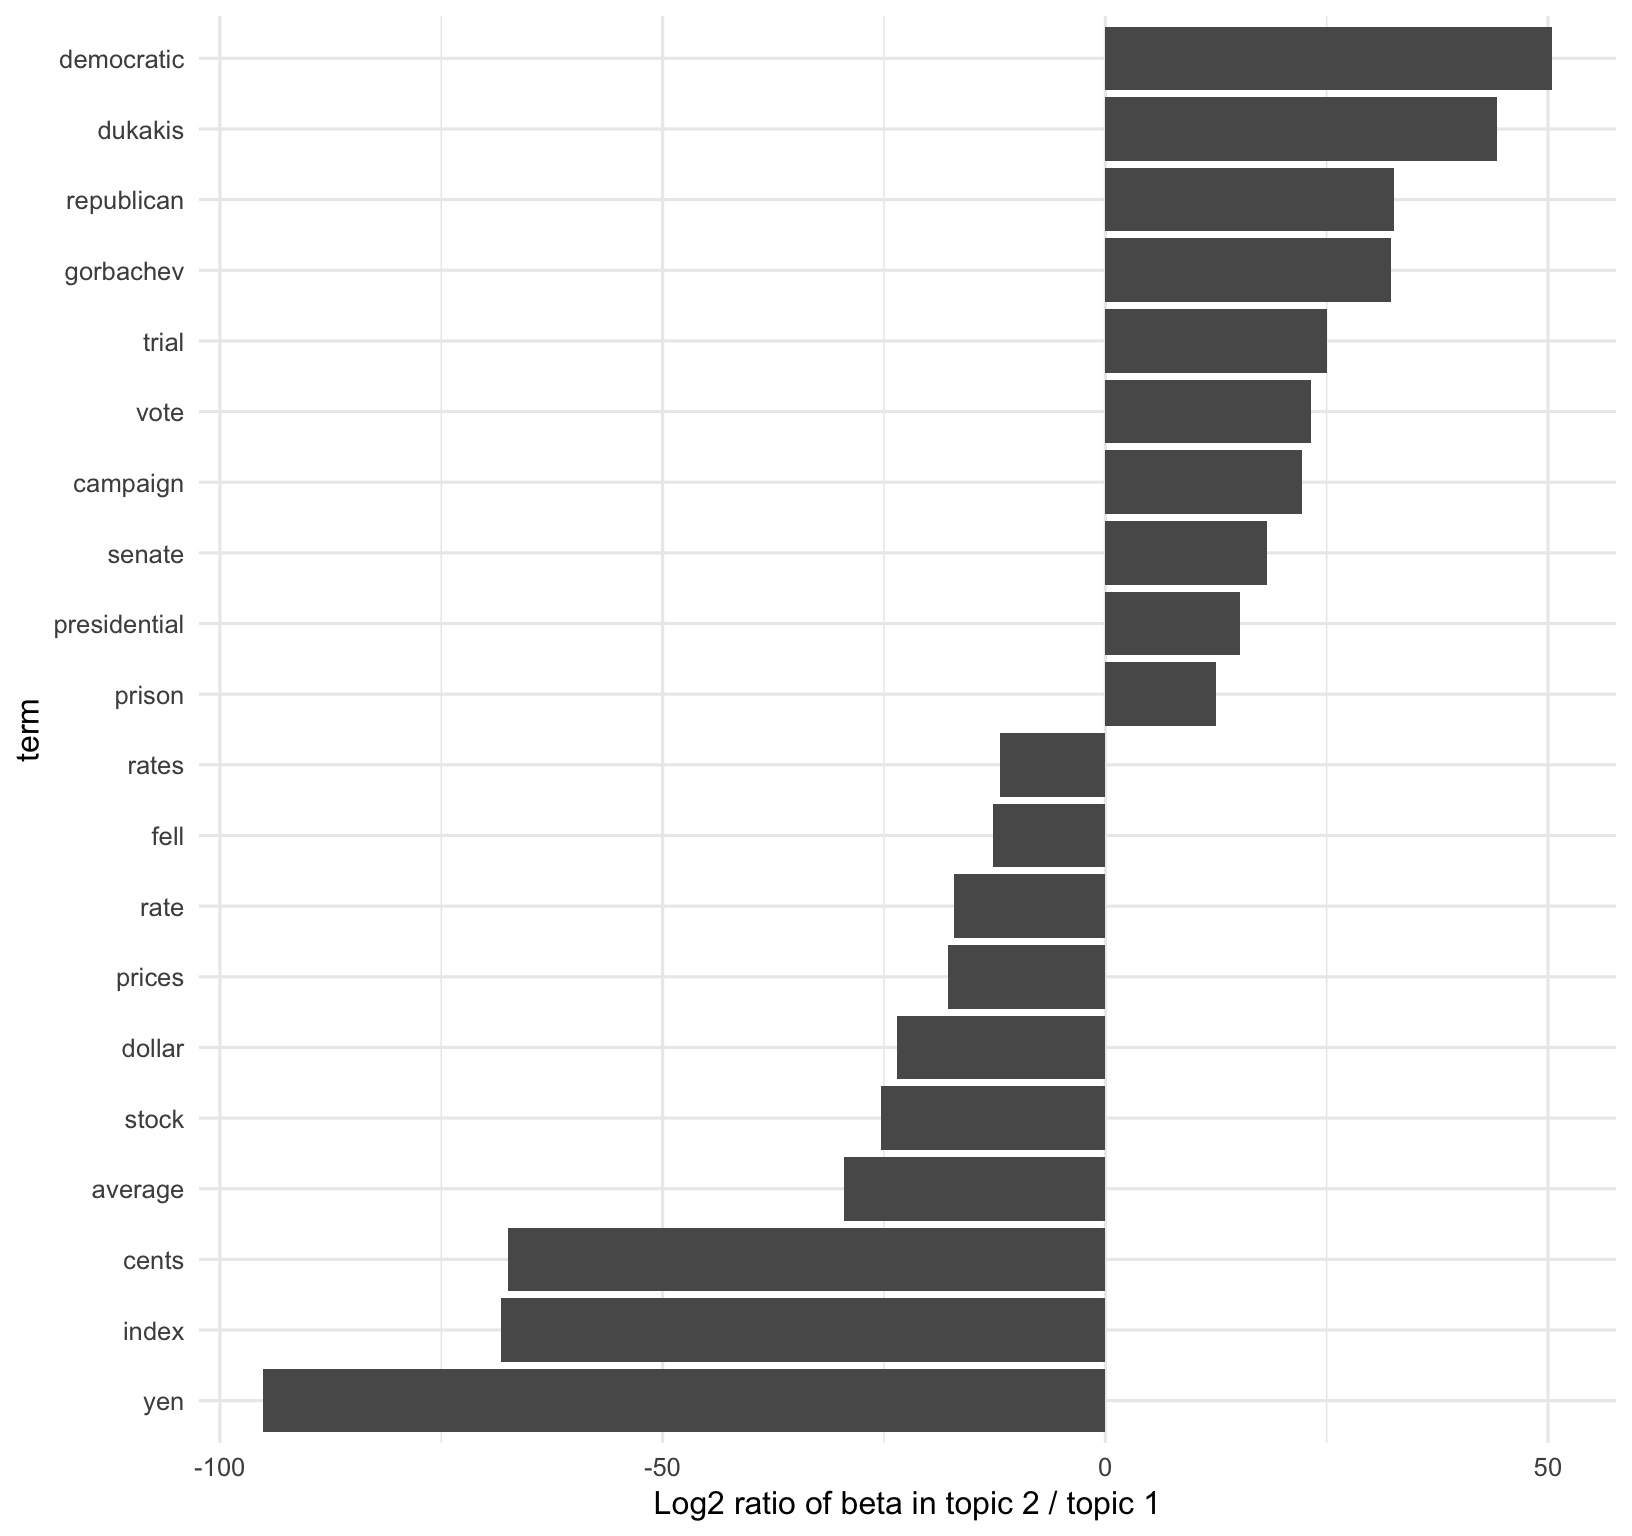 democratic
dukakis
republican
gorbachev
trial
vote
campaign
senate
presidential
prison
rates
fell
rate
prices
dollar
stock
average
cents
index
yen
term
-100 -50 0 50
Log2 ratio of beta in topic 2 / topic 1